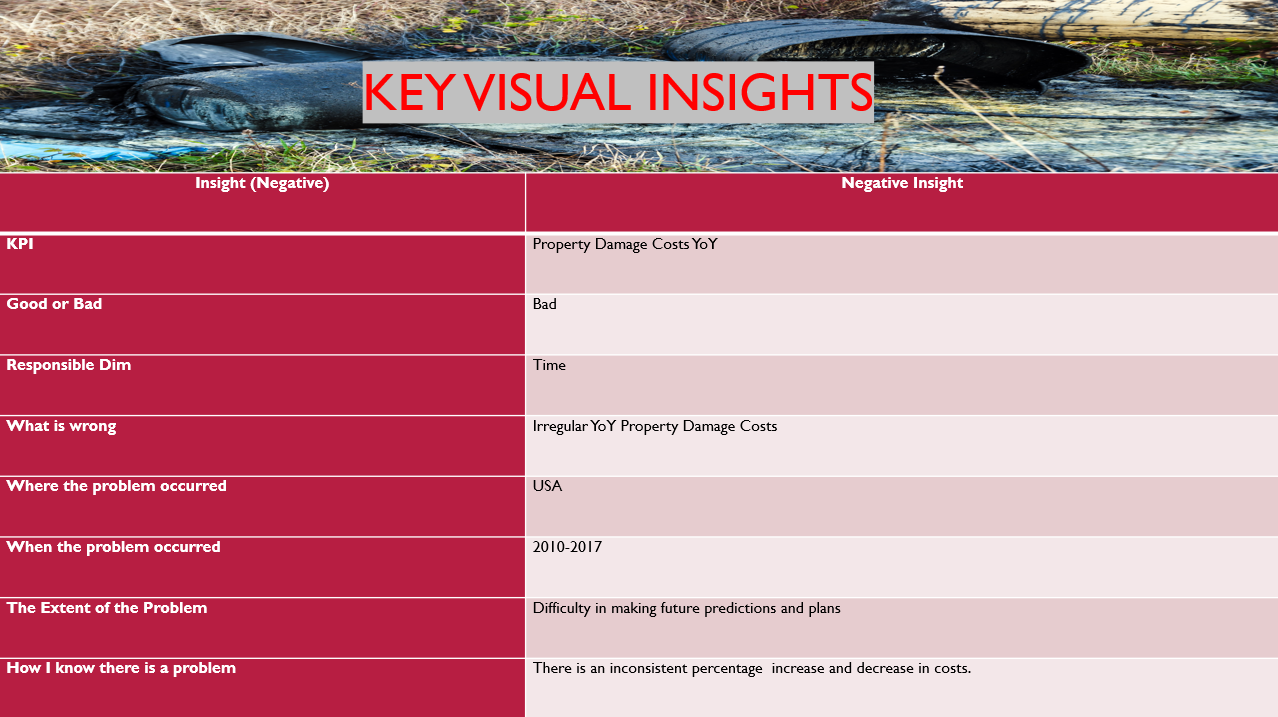 KEY VISUAL INSIGHTS
Insight (Negative) Negative Insight
KPI Property Damage Costs YoY
Good or Bad Bad
Responsible Dim Time
What is wrong Irregular YoY Property Damage Costs
Where the problem occurred USA
When the problem occurred 2010-2017
The Extent of the Problem Difficulty in making future predictions and plans
How I know there is a problem There is an inconsistent percentage  increase and decrease in costs.